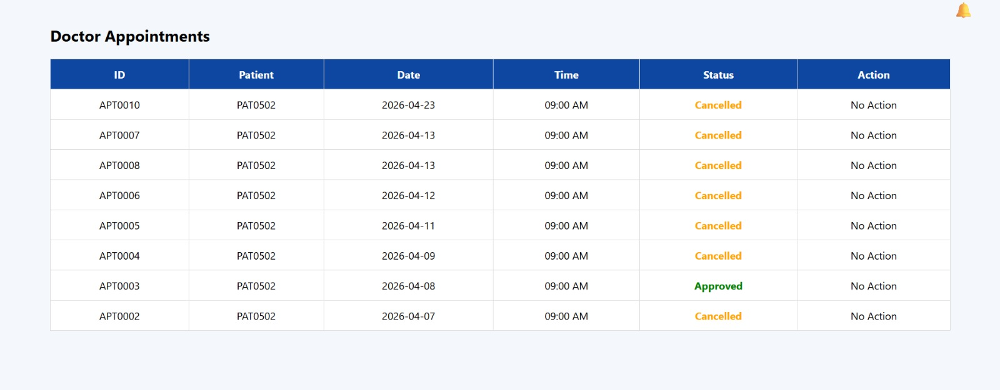 Doctor Appointments
ID Patient Date Time Status Action
APT0010 PAT0502 2026-04-23 09:00 AM Cancelled No Action
APT0007 PAT0502 2026-04-13 09:00 AM Cancelled No Action
APT0008 PAT0502 2026-04-13 09:00 AM Cancelled No Action
APT0006 PAT0502 2026-04-12 09:00 AM Cancelled No Action
APT0005 PAT0502 2026-04-11 09:00 AM Cancelled No Action
APT0004 PAT0502 2026-04-09 09:00 AM Cancelled No Action
APT0003 PAT0502 2026-04-08 09:00 AM Approved No Action
APT0002 PAT0502 2026-04-07 09:00 AM Cancelled No Action